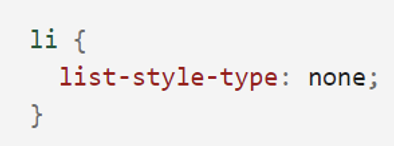 li {
  list-style-type: none;
}